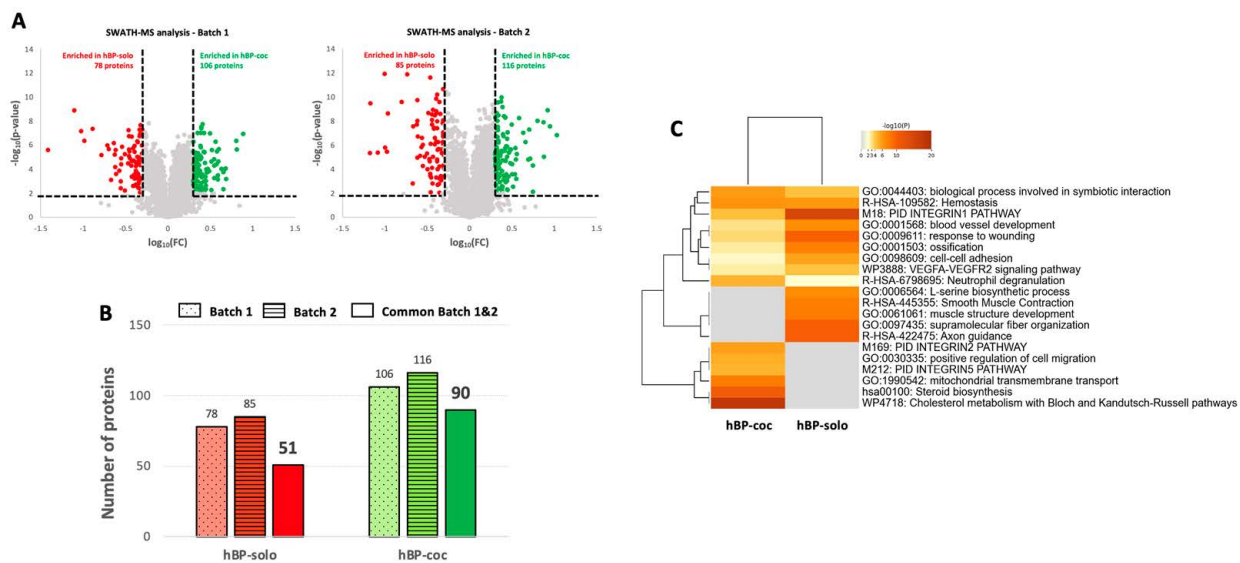 A
SWATH-MS analysis - Batch 1
Enriched in hBP-solo
78 proteins
Enriched in hBP-coc
106 proteins
14
12
10
8
6
4
2
0
-log10(p-value)
-1.5
-1
-0.5
0
0.5
1
1.5
log10(FC)
SWATH-MS analysis - Batch 2
Enriched in hBP-solo
85 proteins
Enriched in hBP-coc
116 proteins
14
12
10
8
6
4
2
0
-log10(p-value)
-1.5
-1
-0.5
0
0.5
1
1.5
log10(FC)
B
Batch 1
Batch 2
Common Batch 1&2
150
100
50
0
Number of proteins
78
85
51
106
116
90
hBP-solo
hBP-coc
C
-log10(P)
0 2 3 4 6 10 20
GO:0044403: biological process involved in symbiotic interaction
R-HSA-109582: Hemostasis
M18: PID INTEGRIN1 PATHWAY
GO:0001568: blood vessel development
GO:0009611: response to wounding
GO:0001503: ossification
GO:0098609: cell-cell adhesion
WP3888: VEGFA-VEGFR2 signaling pathway
R-HSA-6798695: Neutrophil degranulation
GO:0006564: L-serine biosynthetic process
R-HSA-445355: Smooth Muscle Contraction
GO:0061061: muscle structure development
GO:0097435: supramolecular fiber organization
R-HSA-422475: Axon guidance
M169: PID INTEGRIN2 PATHWAY
GO:0030335: positive regulation of cell migration
M212: PID INTEGRIN5 PATHWAY
GO:1990542: mitochondrial transmembrane transport
hsa00100: Steroid biosynthesis
WP4718: Cholesterol metabolism with Bloch and Kandutsch-Russell pathways
hBP-coc
hBP-solo